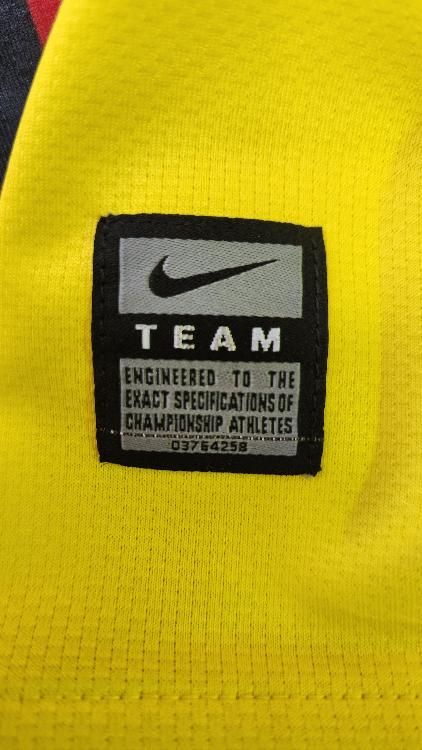 TEAM
ENGINEERED TO THE
EXACT SPECIFICATIONS OF
CHAMPIONSHIP ATHLETES
03764258